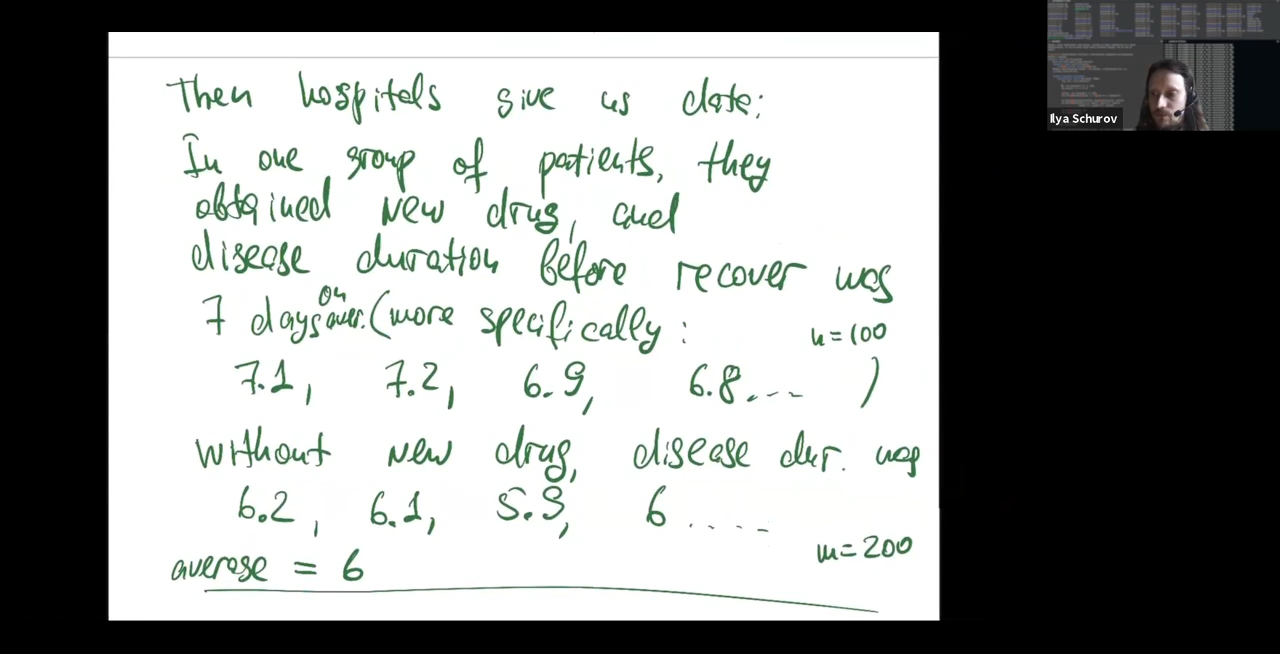 Then hospitals give us data:
In one group of patients, they
obtained new drug, and
disease duration before recover was
7 days on aver. (more specifically:
n=100
7.1, 7.2, 6.9, 6.8.... )
without new drug, disease dur. was
6.2, 6.1, 5.9, 6 ....
m=200
average = 6
Ilya Schurov